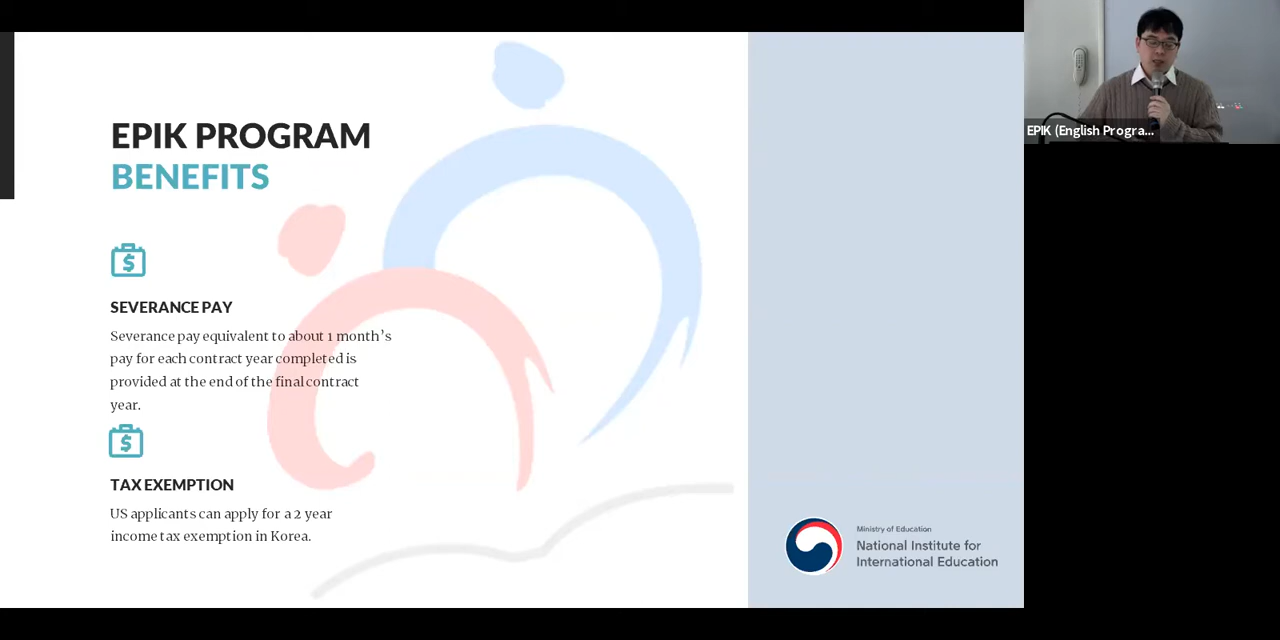 EPIK PROGRAM
BENEFITS
SEVERANCE PAY
Severance pay equivalent to about 1 month’s
pay for each contract year completed is
provided at the end of the final contract
year.
TAX EXEMPTION
US applicants can apply for a 2 year
income tax exemption in Korea.
Ministry of Education
National Institute for
International Education
EPIK (English Progra...